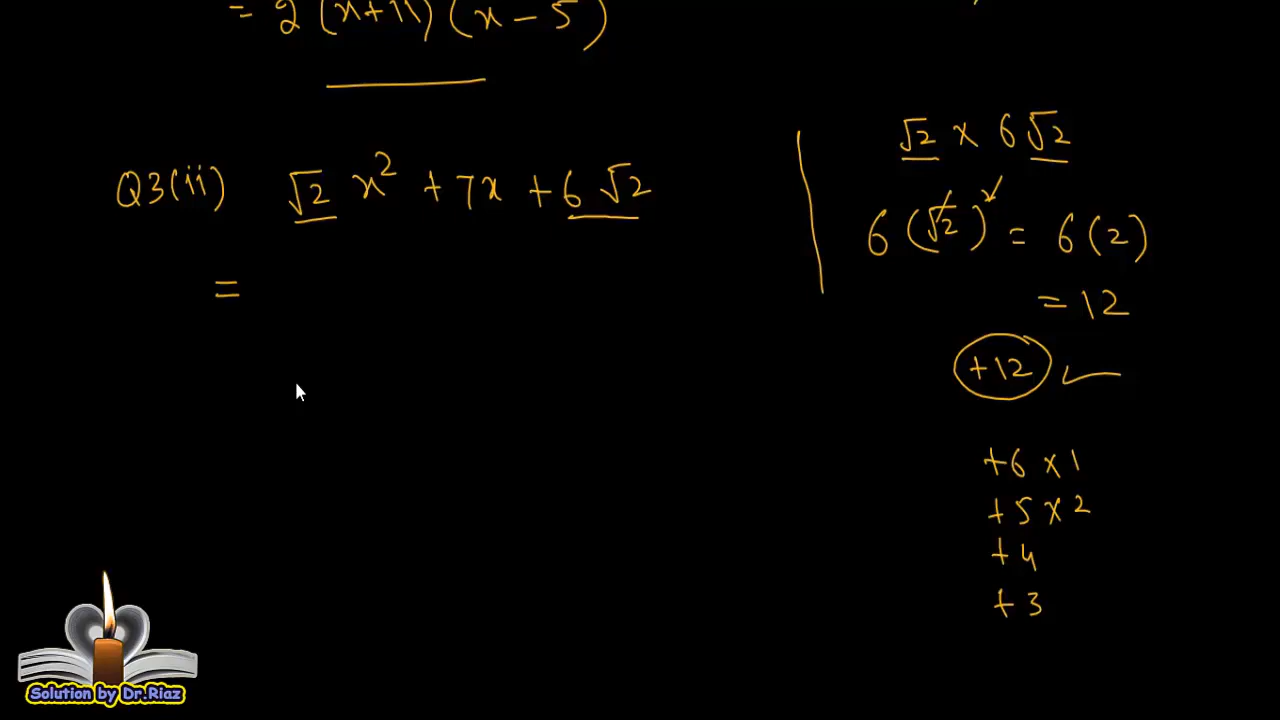 = 2 (x+11) (x - 5)
Q3(ii) √2 x² + 7x + 6 √2
=
√2 × 6 √2
6 (√2)² = 6 (2)
= 12
+12
+6 × 1
+5 × 2
+4
+3
Solution by Dr.Riaz